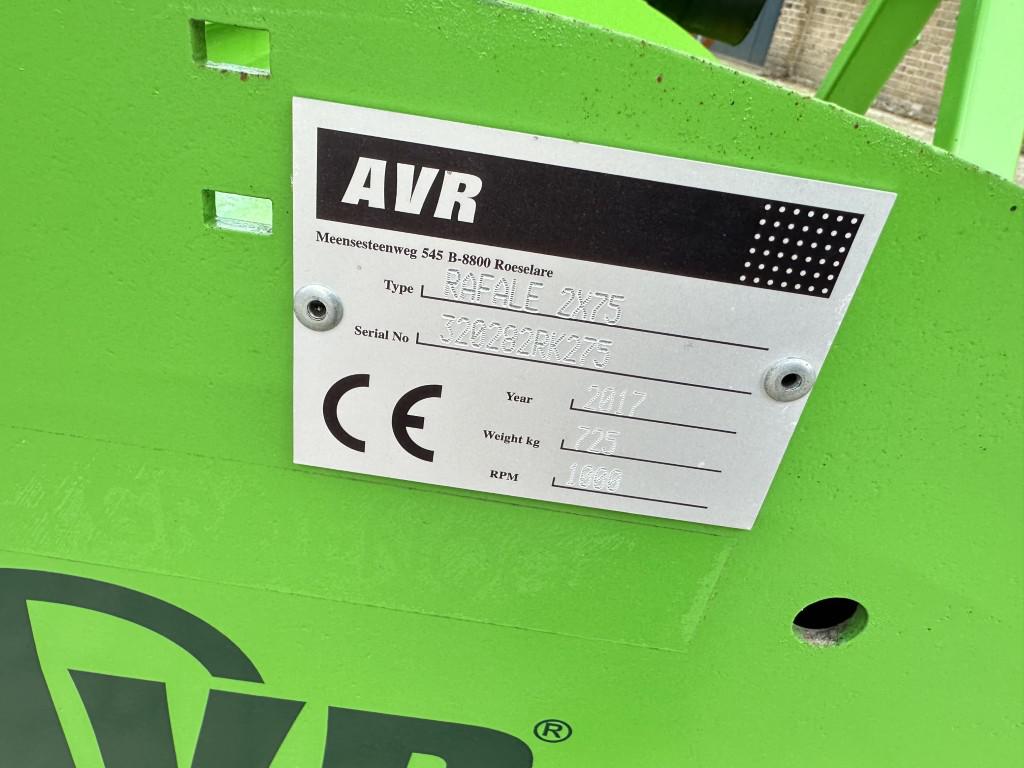 AVR
Meensesteenweg 545 B-8800 Roeselare
Type RAFALE 2X75
Serial No 320282RK275
Year 2017
Weight kg 725
RPM 1000
CE
AVR®